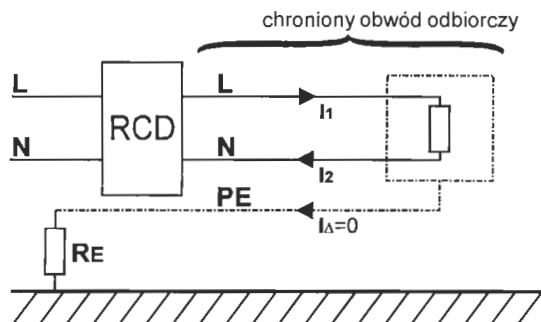 chroniony obwód odbiorczy
L
L
RCD
I1
N
N
I2
PE
IΔ=0
RE